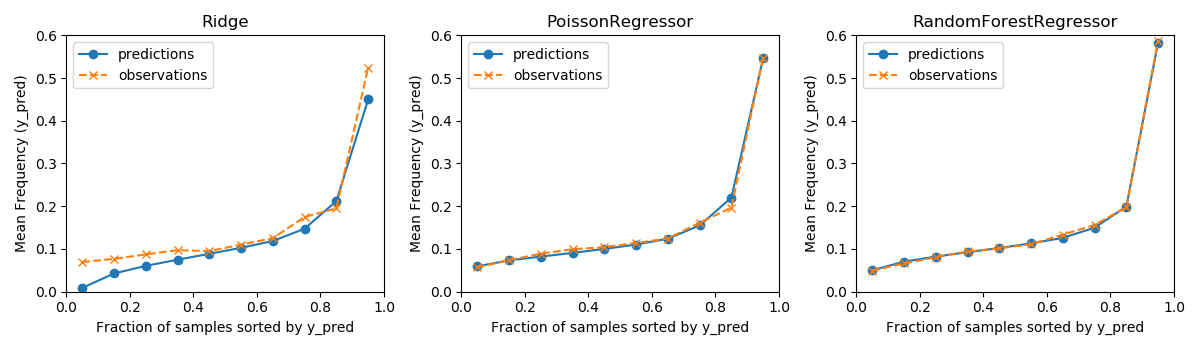 Ridge
Mean Frequency (y_pred)
0.6
0.5
0.4
0.3
0.2
0.1
0.0
predictions
observations
0.0 0.2 0.4 0.6 0.8 1.0
Fraction of samples sorted by y_pred
PoissonRegressor
Mean Frequency (y_pred)
0.6
0.5
0.4
0.3
0.2
0.1
0.0
predictions
observations
0.0 0.2 0.4 0.6 0.8 1.0
Fraction of samples sorted by y_pred
RandomForestRegressor
Mean Frequency (y_pred)
0.6
0.5
0.4
0.3
0.2
0.1
0.0
predictions
observations
0.0 0.2 0.4 0.6 0.8 1.0
Fraction of samples sorted by y_pred